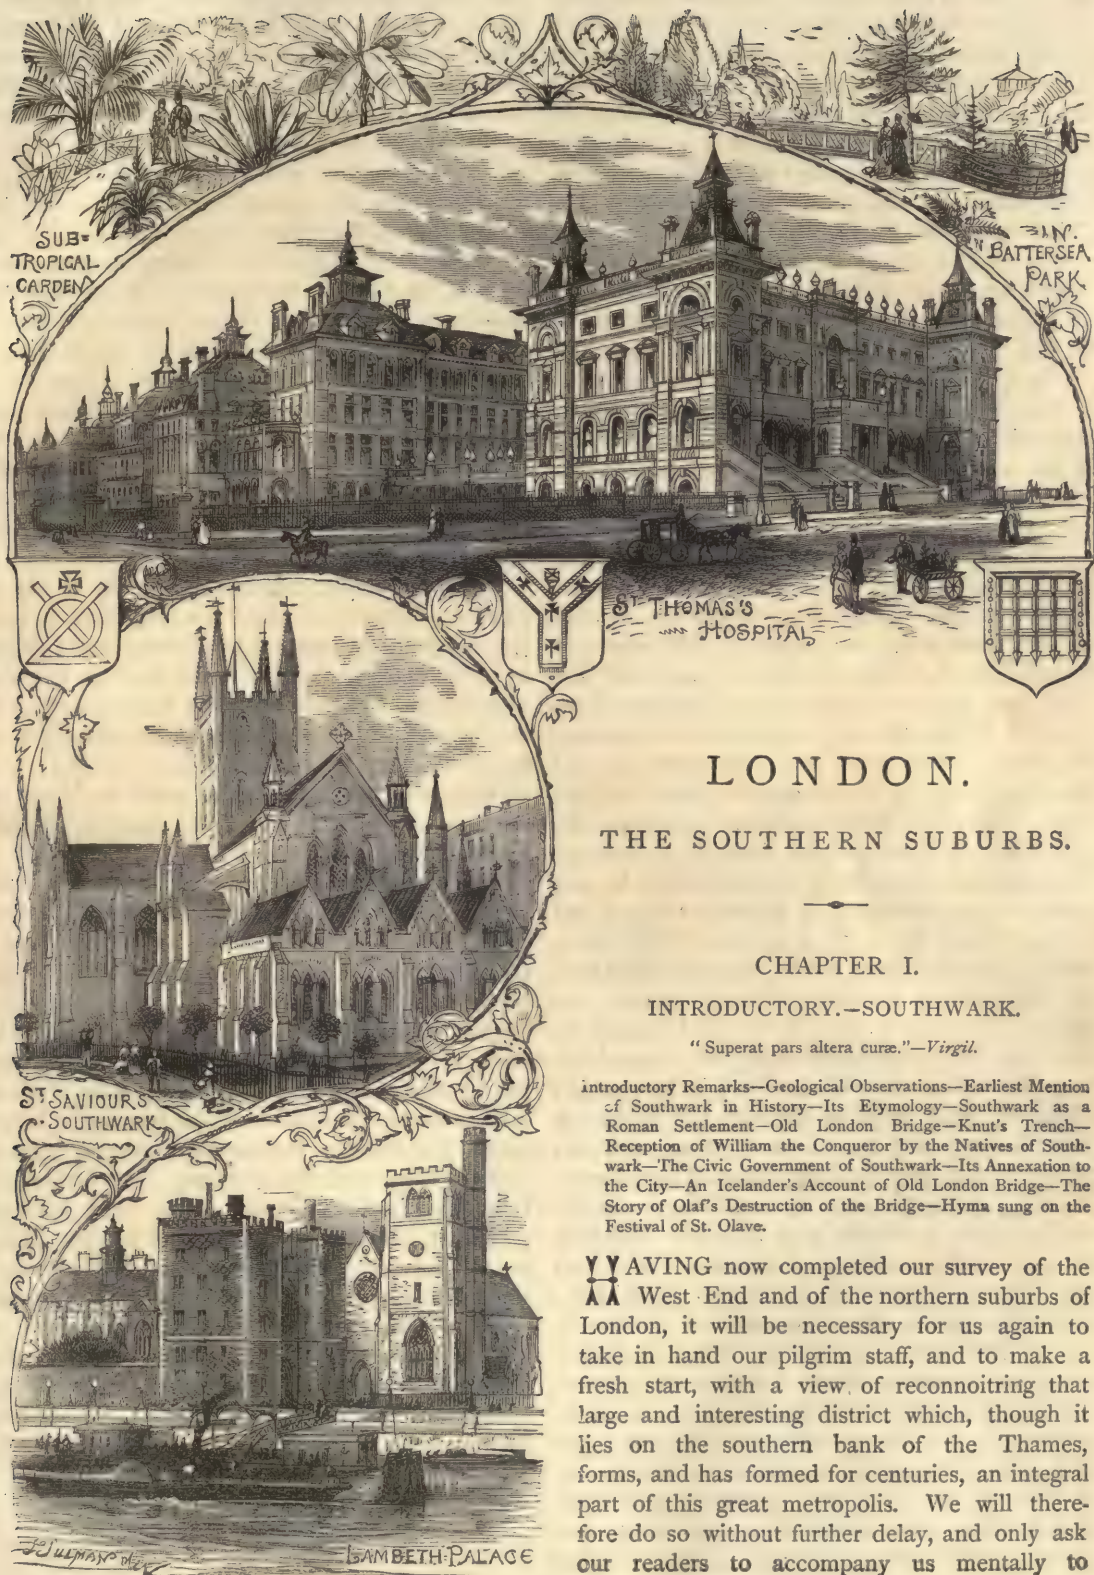 SUB=
TROPICAL
GARDEN
IN
BATTERSEA
PARK
ST THOMAS'S
HOSPITAL
ST SAVIOURS
SOUTHWARK
LAMBETH PALACE
LONDON.
THE SOUTHERN SUBURBS.
CHAPTER I.
INTRODUCTORY.—SOUTHWARK.
"Superat pars altera curæ."—Virgil.
Introductory Remarks—Geological Observations—Earliest Mention
of Southwark in History—Its Etymology—Southwark as a
Roman Settlement—Old London Bridge—Knut's Trench—
Reception of William the Conqueror by the Natives of South-
wark—The Civic Government of Southwark—Its Annexation to
the City—An Icelander's Account of Old London Bridge—The
Story of Olaf's Destruction of the Bridge—Hymn sung on the
Festival of St. Olave.
HAVING now completed our survey of the
West End and of the northern suburbs of
London, it will be necessary for us again to
take in hand our pilgrim staff, and to make a
fresh start, with a view of reconnoitring that
large and interesting district which, though it
lies on the southern bank of the Thames,
forms, and has formed for centuries, an integral
part of this great metropolis. We will there-
fore do so without further delay, and only ask
our readers to accompany us mentally to